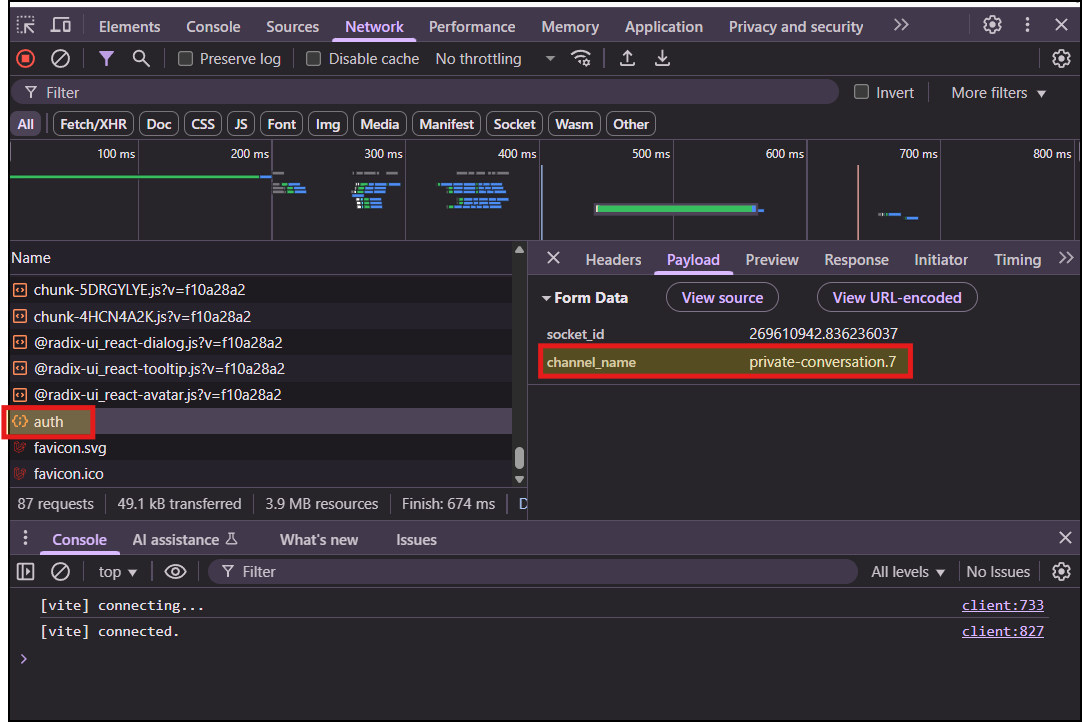 Elements Console Sources Network Performance Memory Application Privacy and security
Preserve log Disable cache No throttling
Filter Invert More filters
All Fetch/XHR Doc CSS JS Font Img Media Manifest Socket Wasm Other
100 ms 200 ms 300 ms 400 ms 500 ms 600 ms 700 ms 800 ms
Name
chunk-5DRGYLYE.js?v=f10a28a2
chunk-4HCN4A2K.js?v=f10a28a2
@radix-ui_react-dialog.js?v=f10a28a2
@radix-ui_react-tooltip.js?v=f10a28a2
@radix-ui_react-avatar.js?v=f10a28a2
auth
favicon.svg
favicon.ico
87 requests 49.1 kB transferred 3.9 MB resources Finish: 674 ms D
Headers Payload Preview Response Initiator Timing
Form Data View source View URL-encoded
socket_id 269610942.836236037
channel_name private-conversation.7
Console AI assistance What's new Issues
top Filter All levels No Issues
[vite] connecting... client:733
[vite] connected. client:827